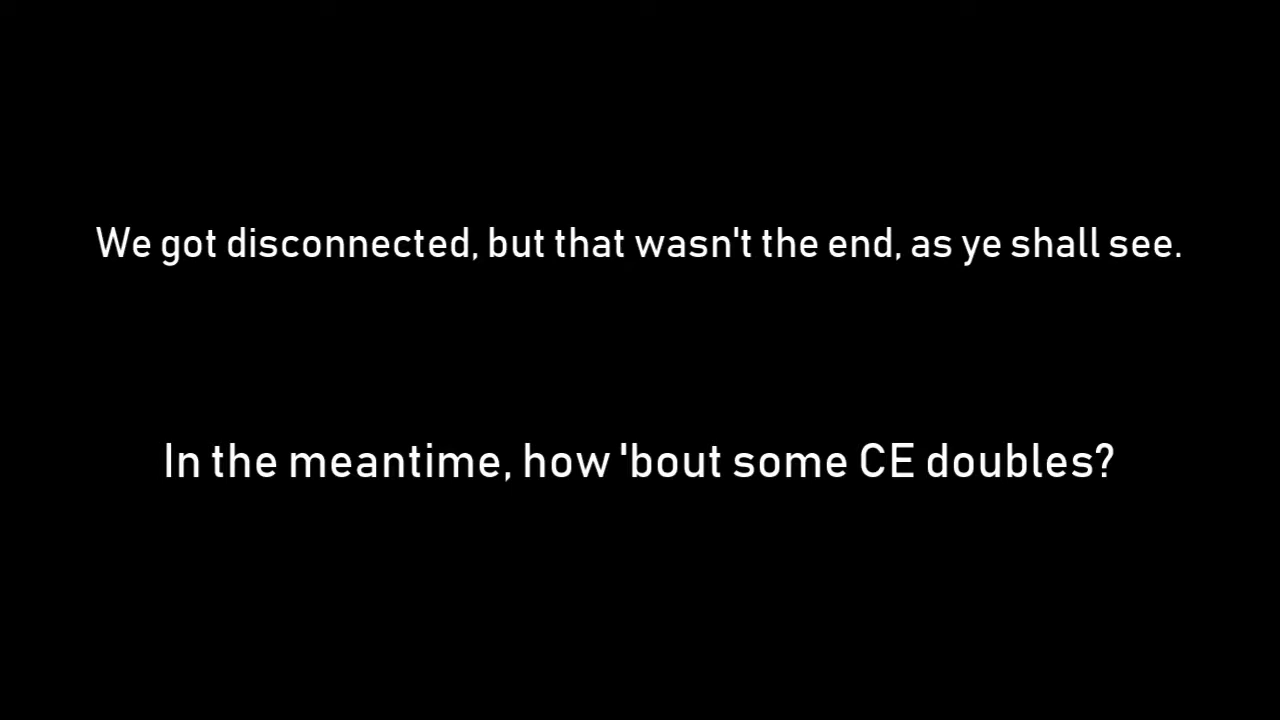 We got disconnected, but that wasn't the end, as ye shall see.
In the meantime, how 'bout some CE doubles?